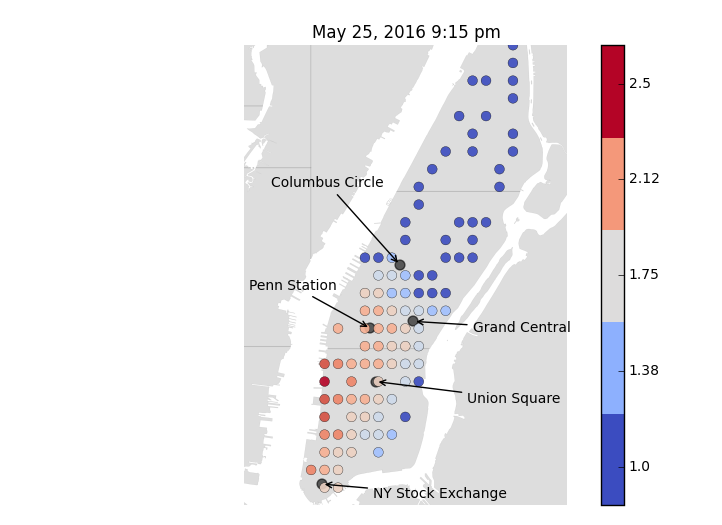 May 25, 2016 9:15 pm
2.5
Columbus Circle
2.12
Penn Station
1.75
Grand Central
1.38
Union Square
1.0
NY Stock Exchange